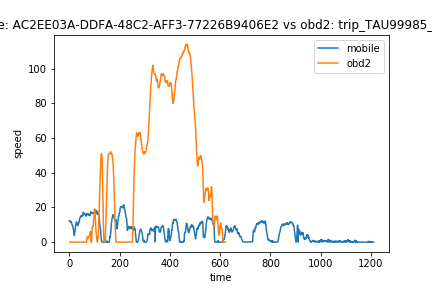 e: AC2EE03A-DDFA-48C2-AFF3-77226B9406E2 vs obd2: trip_TAU99985_
mobile
obd2
100
80
60
40
20
0
speed
0 200 400 600 800 1000 1200
time